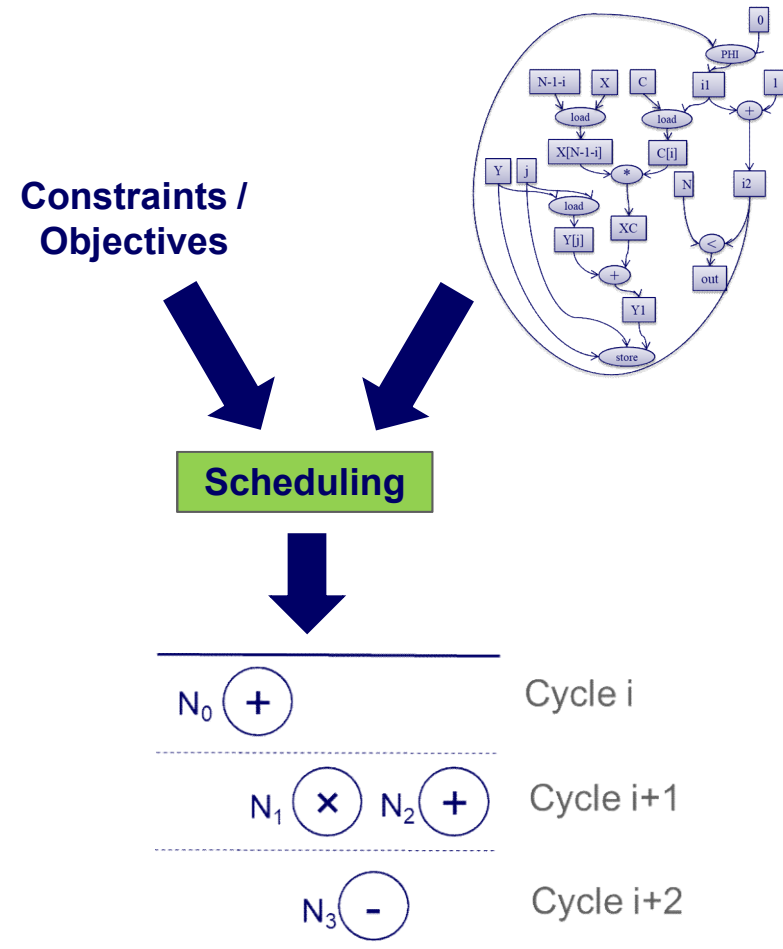 0
PHI
N-1-i X C i1 1
load load +
X[N-1-i] C[i]
Y j * N i2
load
Y[j] XC <
+ out
Y1
store
Constraints /
Objectives
Scheduling
N₀ + Cycle i
N₁ × N₂ + Cycle i+1
N₃ - Cycle i+2